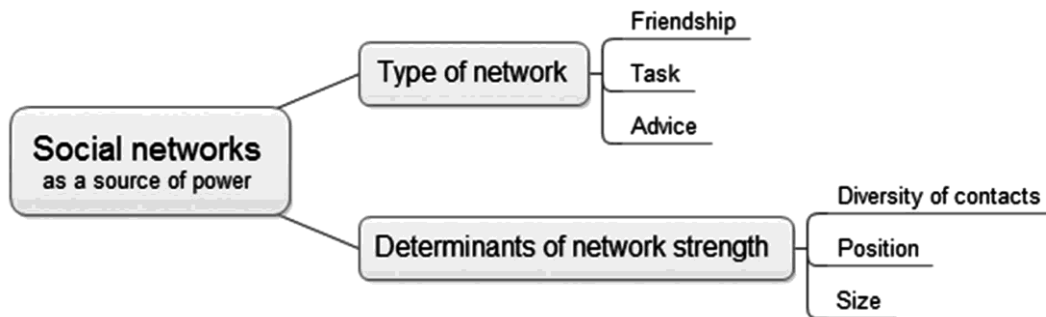 Social networks
as a source of power
Type of network
Friendship
Task
Advice
Determinants of network strength
Diversity of contacts
Position
Size